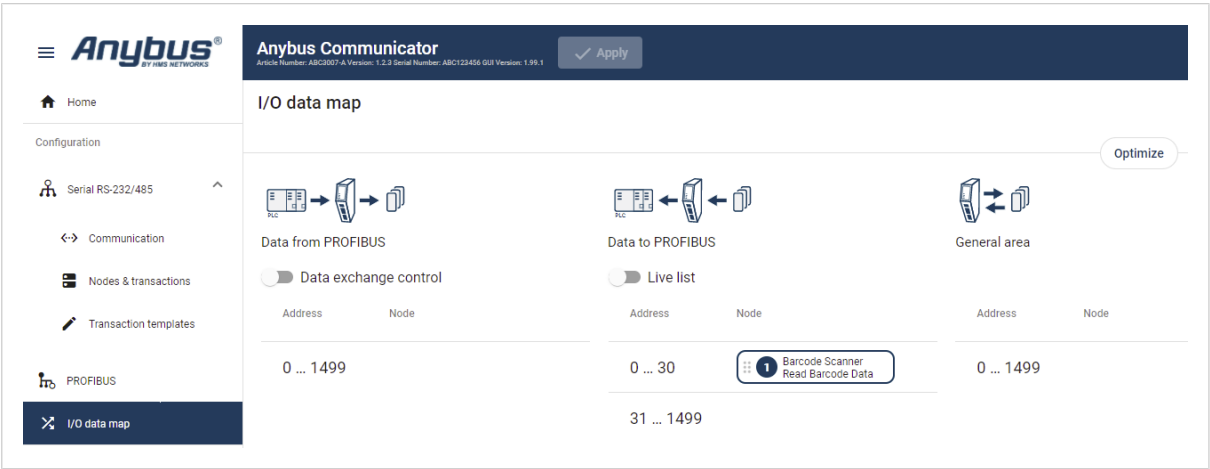 Anybus®
BY HMS NETWORKS
Anybus Communicator
Article Number: ABC3007-A Version: 1.2.3 Serial Number: ABC123456 GUI Version: 1.99.1
Apply
Home
Configuration
Serial RS-232/485
Communication
Nodes & transactions
Transaction templates
PROFIBUS
I/O data map
I/O data map
Optimize
PLC
Data from PROFIBUS
Data exchange control
Address Node
0 ... 1499
PLC
Data to PROFIBUS
Live list
Address Node
0 ... 30
1
Barcode Scanner
Read Barcode Data
31 ... 1499
General area
Address Node
0 ... 1499